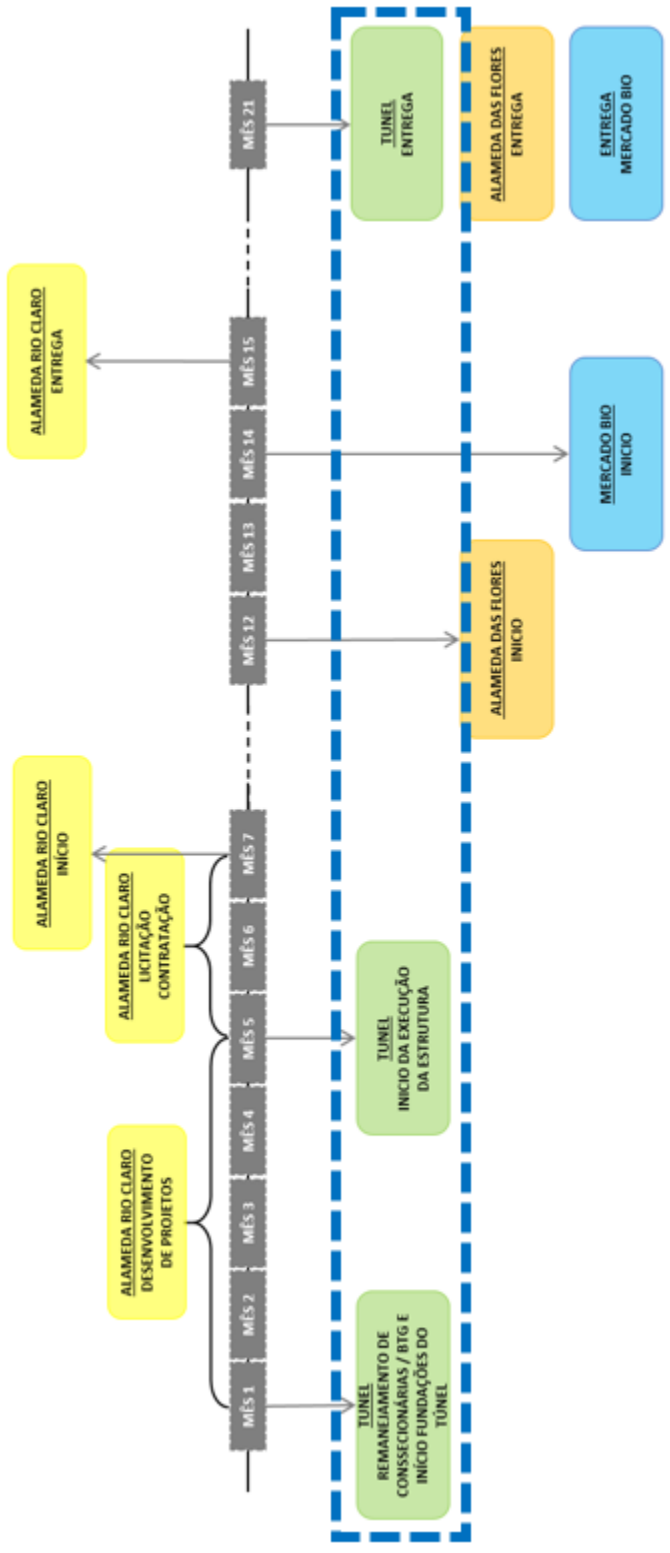 ALAMEDA RIO CLARO
DESENVOLVIMENTO
DE PROJETOS
ALAMEDA RIO CLARO
LICITAÇÃO
CONTRATAÇÃO
ALAMEDA RIO CLARO
INÍCIO
ALAMEDA RIO CLARO
ENTREGA
MÊS 1
MÊS 2
MÊS 3
MÊS 4
MÊS 5
MÊS 6
MÊS 7
MÊS 12
MÊS 13
MÊS 14
MÊS 15
MÊS 21
TUNEL
REMANEJAMENTO DE
CONSSECIONÁRIAS / BTG E
INÍCIO FUNDAÇÕES DO
TÚNEL
TUNEL
INICIO DA EXECUÇÃO
DA ESTRUTURA
TUNEL
ENTREGA
ALAMEDA DAS FLORES
INICIO
ALAMEDA DAS FLORES
ENTREGA
MERCADO BIO
INICIO
ENTREGA
MERCADO BIO